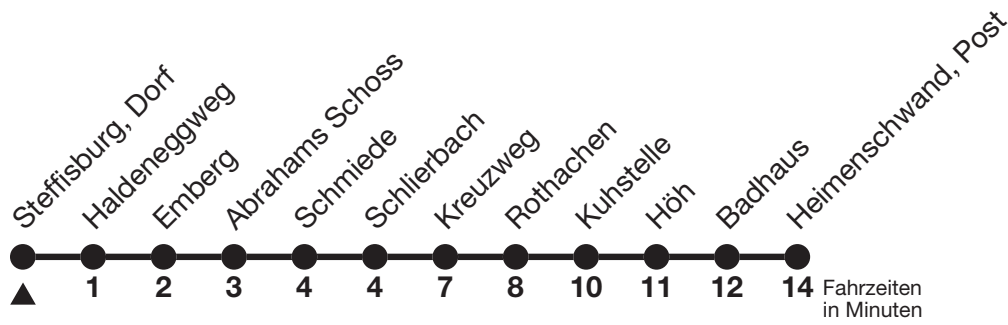 Steffisburg, Dorf
Haldeneggweg
Emberg
Abrahams Schoss
Schmiede
Schlierbach
Kreuzweg
Rothachen
Kuhstelle
Höh
Badhaus
Heimenschwand, Post
1 2 3 4 4 7 8 10 11 12 14 Fahrzeiten
in Minuten